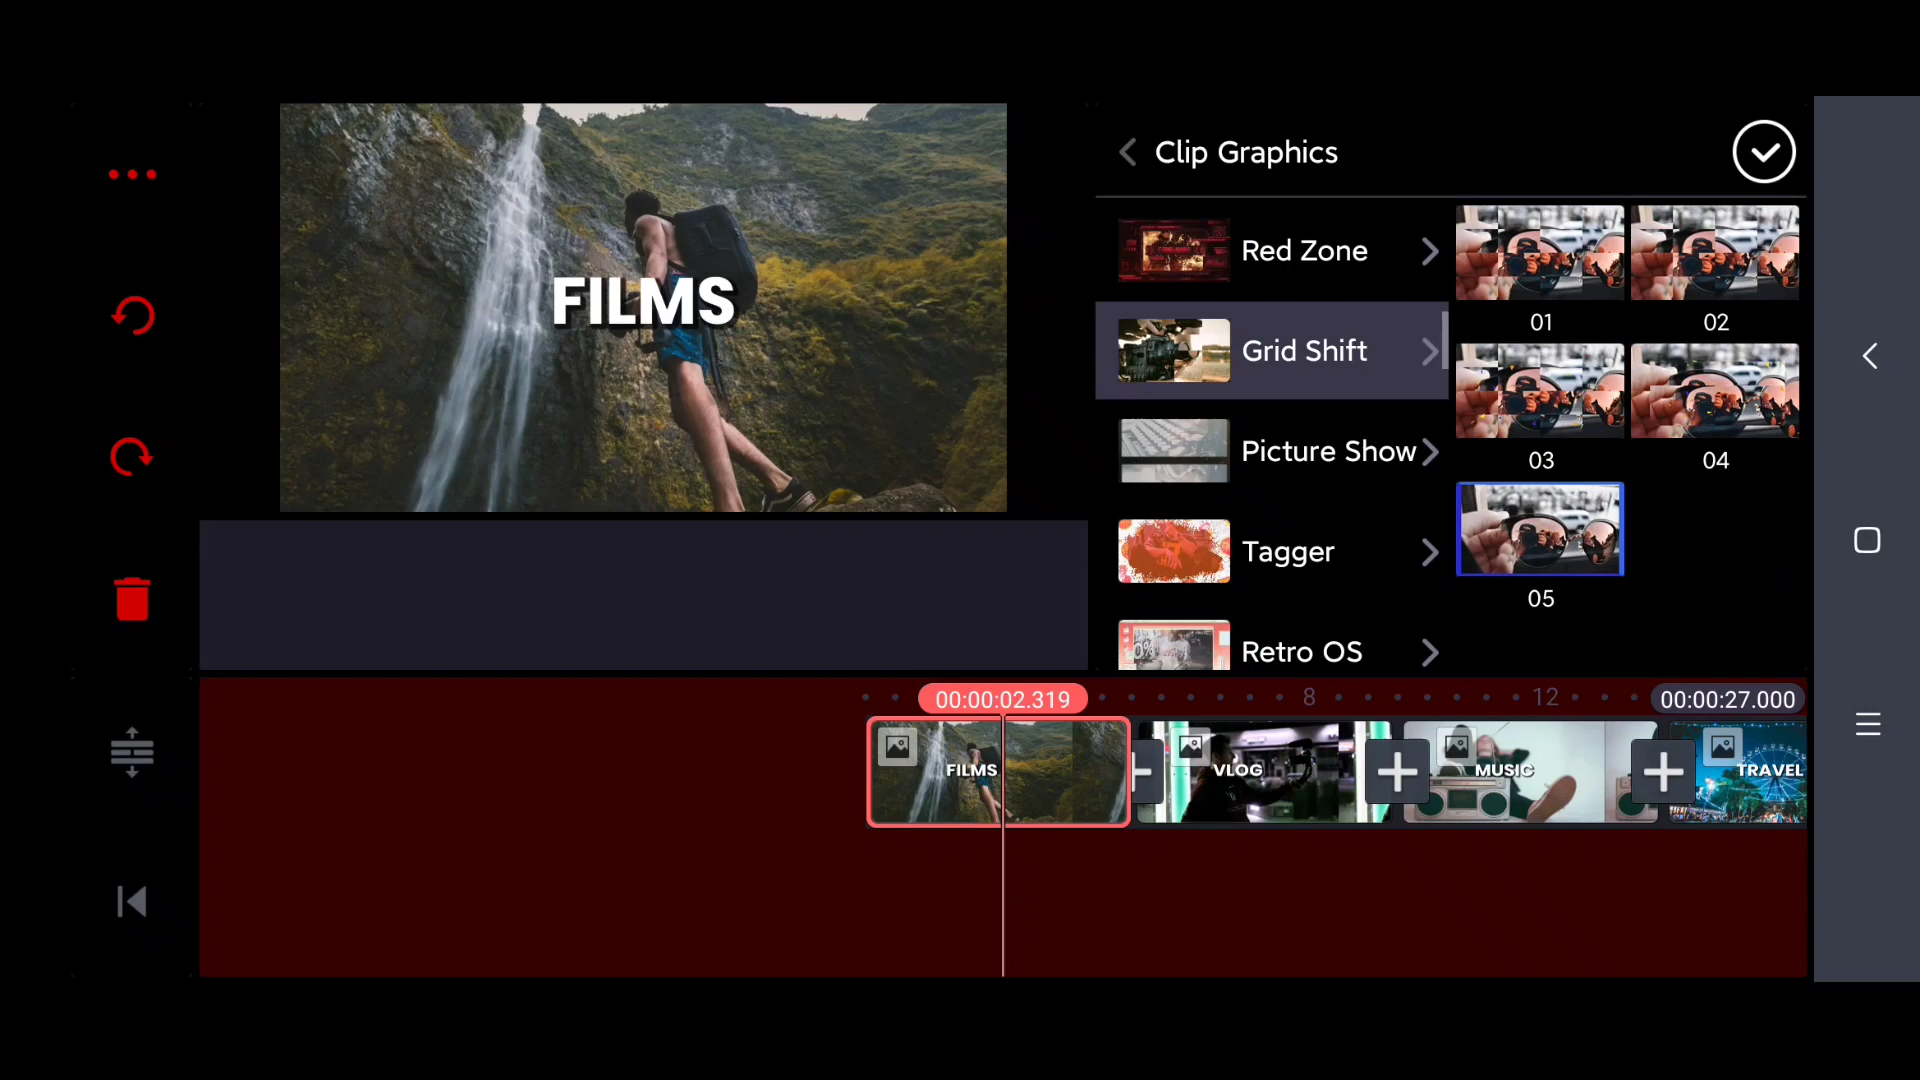 Clip Graphics
FILMS
Red Zone
Grid Shift
Picture Show
Tagger
Retro OS
01
02
03
04
05
00:00:02.319
8
12
00:00:27.000
FILMS
VLOG
MUSIC
TRAVEL